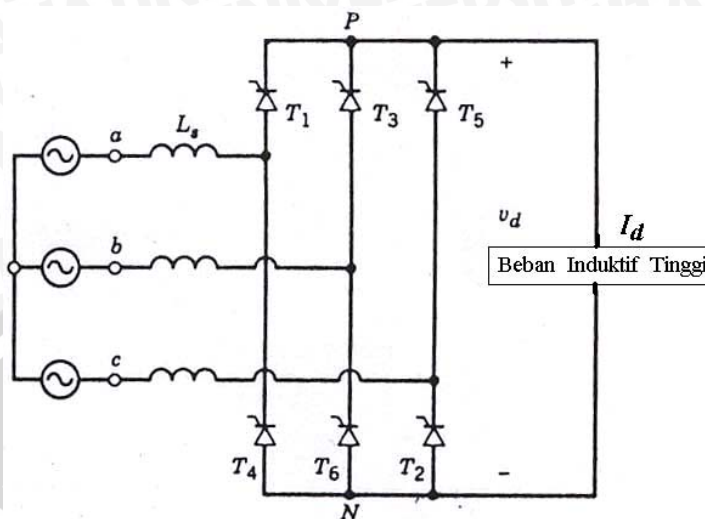 P
+
T1
T3
T5
a
Ls
vd
Id
b
Beban Induktif Tinggi
c
T4
T6
T2
−
N